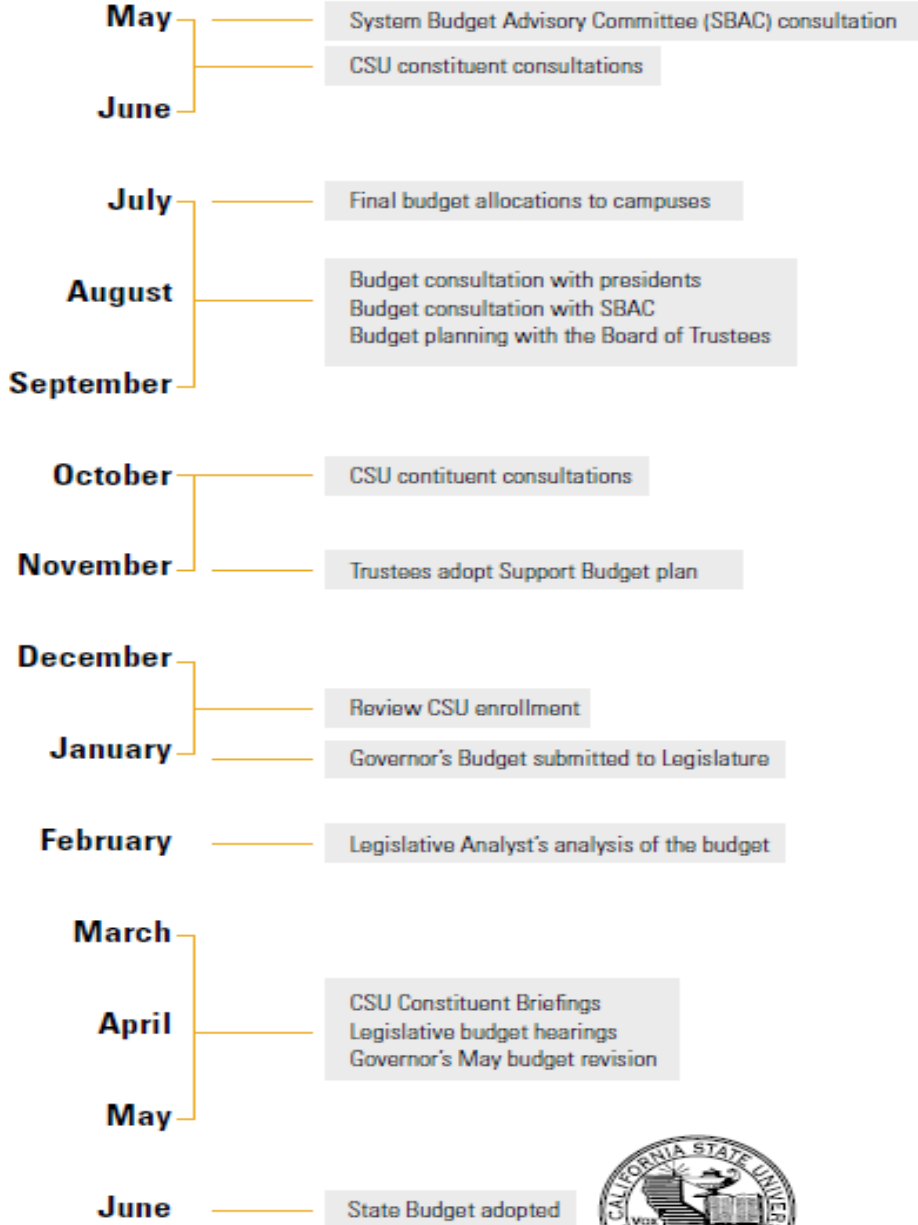 May
System Budget Advisory Committee (SBAC) consultation
CSU constituent consultations
June
July
Final budget allocations to campuses
August
Budget consultation with presidents
Budget consultation with SBAC
Budget planning with the Board of Trustees
September
October
CSU contituent consultations
November
Trustees adopt Support Budget plan
December
Review CSU enrollment
January
Governor's Budget submitted to Legislature
February
Legislative Analyst's analysis of the budget
March
April
CSU Constituent Briefings
Legislative budget hearings
Governor's May budget revision
May
June
State Budget adopted
CALIFORNIA STATE UNIVER
VOX